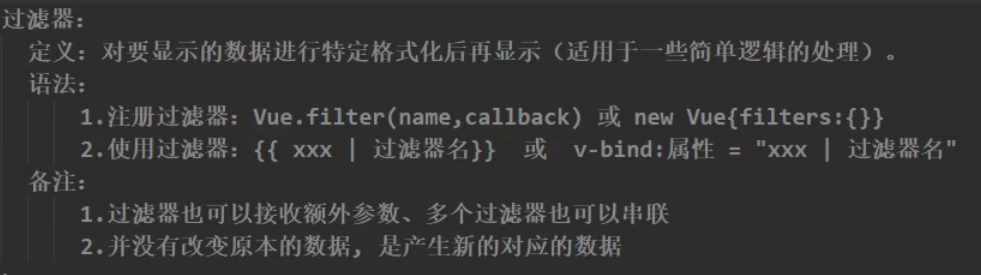 过滤器:
定义: 对要显示的数据进行特定格式化后再显示（适用于一些简单逻辑的处理）。
语法:
1.注册过滤器: Vue.filter(name,callback) 或 new Vue{filters:{}}
2.使用过滤器: {{ xxx | 过滤器名}} 或 v-bind:属性 = "xxx | 过滤器名"
备注:
1.过滤器也可以接收额外参数、多个过滤器也可以串联
2.并没有改变原本的数据, 是产生新的对应的数据